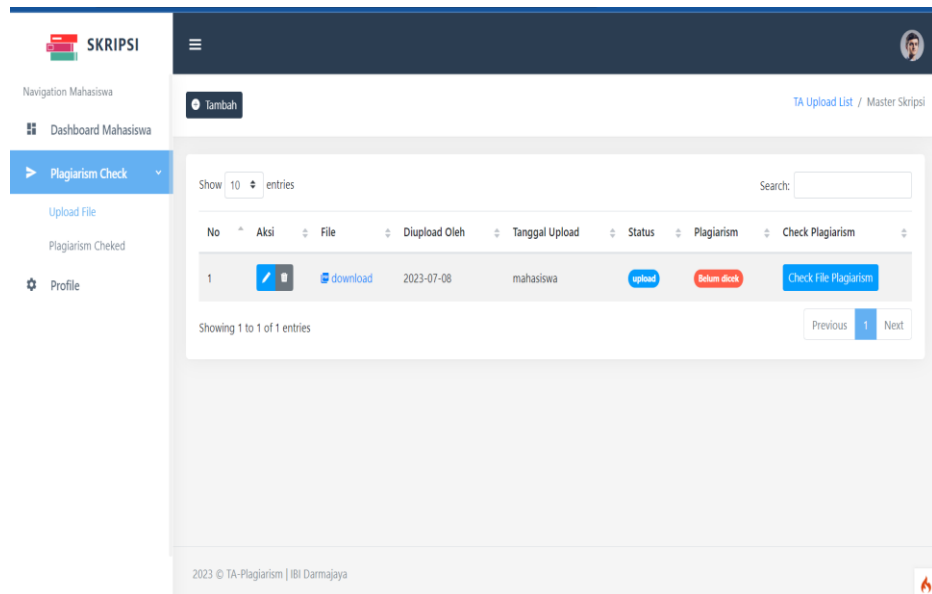 SKRIPSI
Navigation Mahasiswa
Dashboard Mahasiswa
Plagiarism Check
Upload File
Plagiarism Cheked
Profile
Tambah
TA Upload List / Master Skripsi
Show 10 entries
Search:
No Aksi File Diupload Oleh Tanggal Upload Status Plagiarism Check Plagiarism
1 download 2023-07-08 mahasiswa upload Belum dicek Check File Plagiarism
Showing 1 to 1 of 1 entries
Previous 1 Next
2023 © TA-Plagiarism | IBI Darmajaya